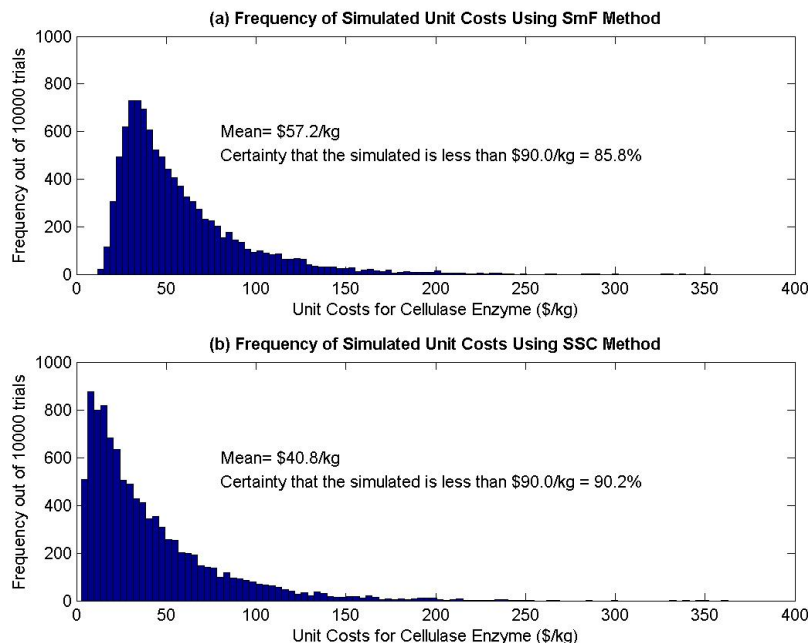 (a) Frequency of Simulated Unit Costs Using SmF Method
1000
800
600
400
200
0
Frequency out of 10000 trials
Mean= $57.2/kg
Certainty that the simulated is less than $90.0/kg = 85.8%
0 50 100 150 200 250 300 350 400
Unit Costs for Cellulase Enzyme ($/kg)
(b) Frequency of Simulated Unit Costs Using SSC Method
1000
800
600
400
200
0
Frequency out of 10000 trials
Mean= $40.8/kg
Certainty that the simulated is less than $90.0/kg = 90.2%
0 50 100 150 200 250 300 350 400
Unit Costs for Cellulase Enzyme ($/kg)